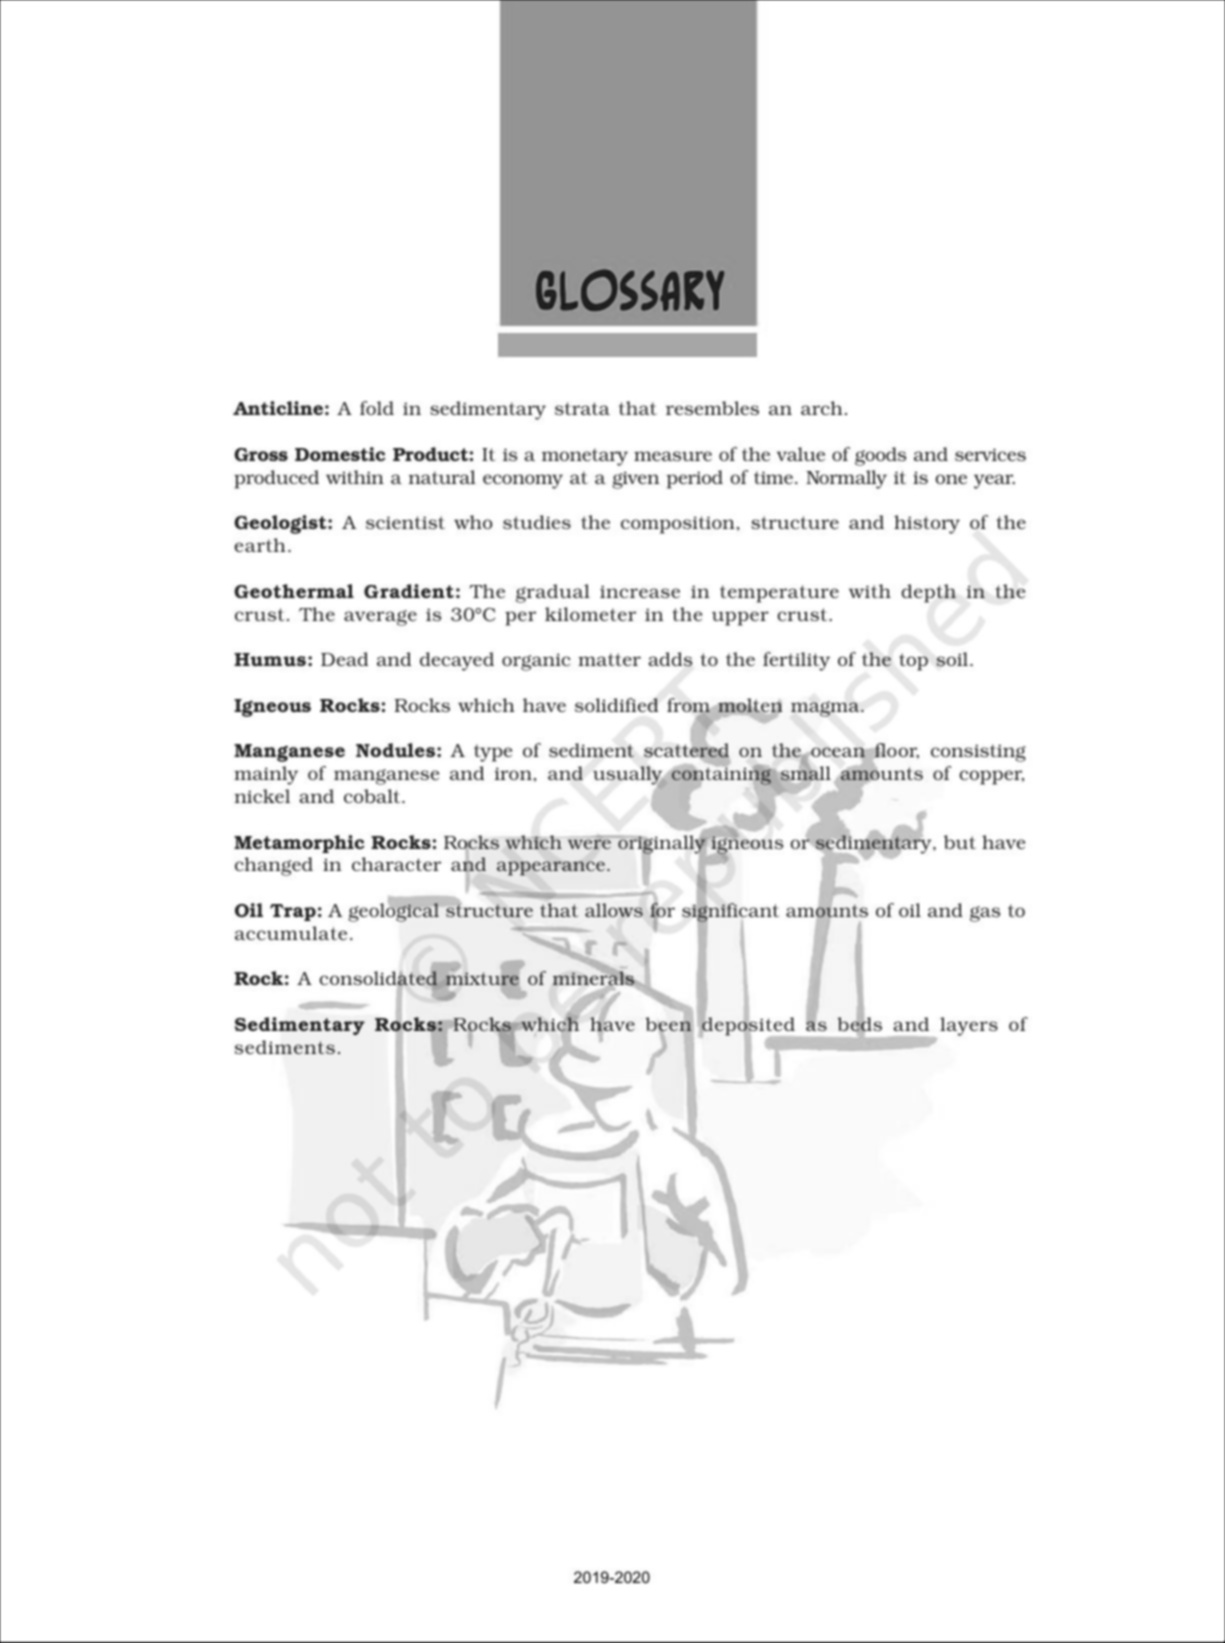 GLOSSARY
Anticline: A fold in sedimentary strata that resembles an arch.
Gross Domestic Product: It is a monetary measure of the value of goods and services
produced within a natural economy at a given period of time. Normally it is one year.
Geologist: A scientist who studies the composition, structure and history of the
earth.
Geothermal Gradient: The gradual increase in temperature with depth in the
crust. The average is 30°C per kilometer in the upper crust.
Humus: Dead and decayed organic matter adds to the fertility of the top soil.
Igneous Rocks: Rocks which have solidified from molten magma.
Manganese Nodules: A type of sediment scattered on the ocean floor, consisting
mainly of manganese and iron, and usually containing small amounts of copper,
nickel and cobalt.
Metamorphic Rocks: Rocks which were originally igneous or sedimentary, but have
changed in character and appearance.
Oil Trap: A geological structure that allows for significant amounts of oil and gas to
accumulate.
Rock: A consolidated mixture of minerals
Sedimentary Rocks: Rocks which have been deposited as beds and layers of
sediments.
© NCERT
not to be republished
2019-2020